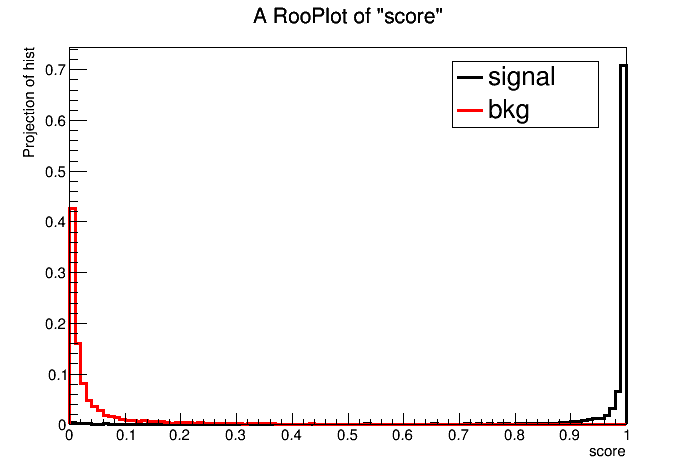 A RooPlot of "score"
Projection of hist
0.7
0.6
0.5
0.4
0.3
0.2
0.1
0
signal
bkg
0 0.1 0.2 0.3 0.4 0.5 0.6 0.7 0.8 0.9 1
score